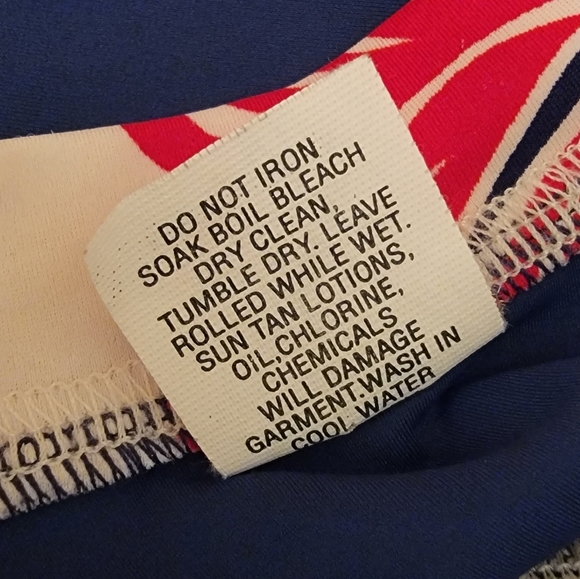 DO NOT IRON,
SOAK BOIL BLEACH
DRY CLEAN,
TUMBLE DRY. LEAVE
ROLLED WHILE WET.
SUN TAN LOTIONS,
OIL,CHLORINE,
CHEMICALS
WILL DAMAGE
GARMENT.WASH IN
COOL WATER